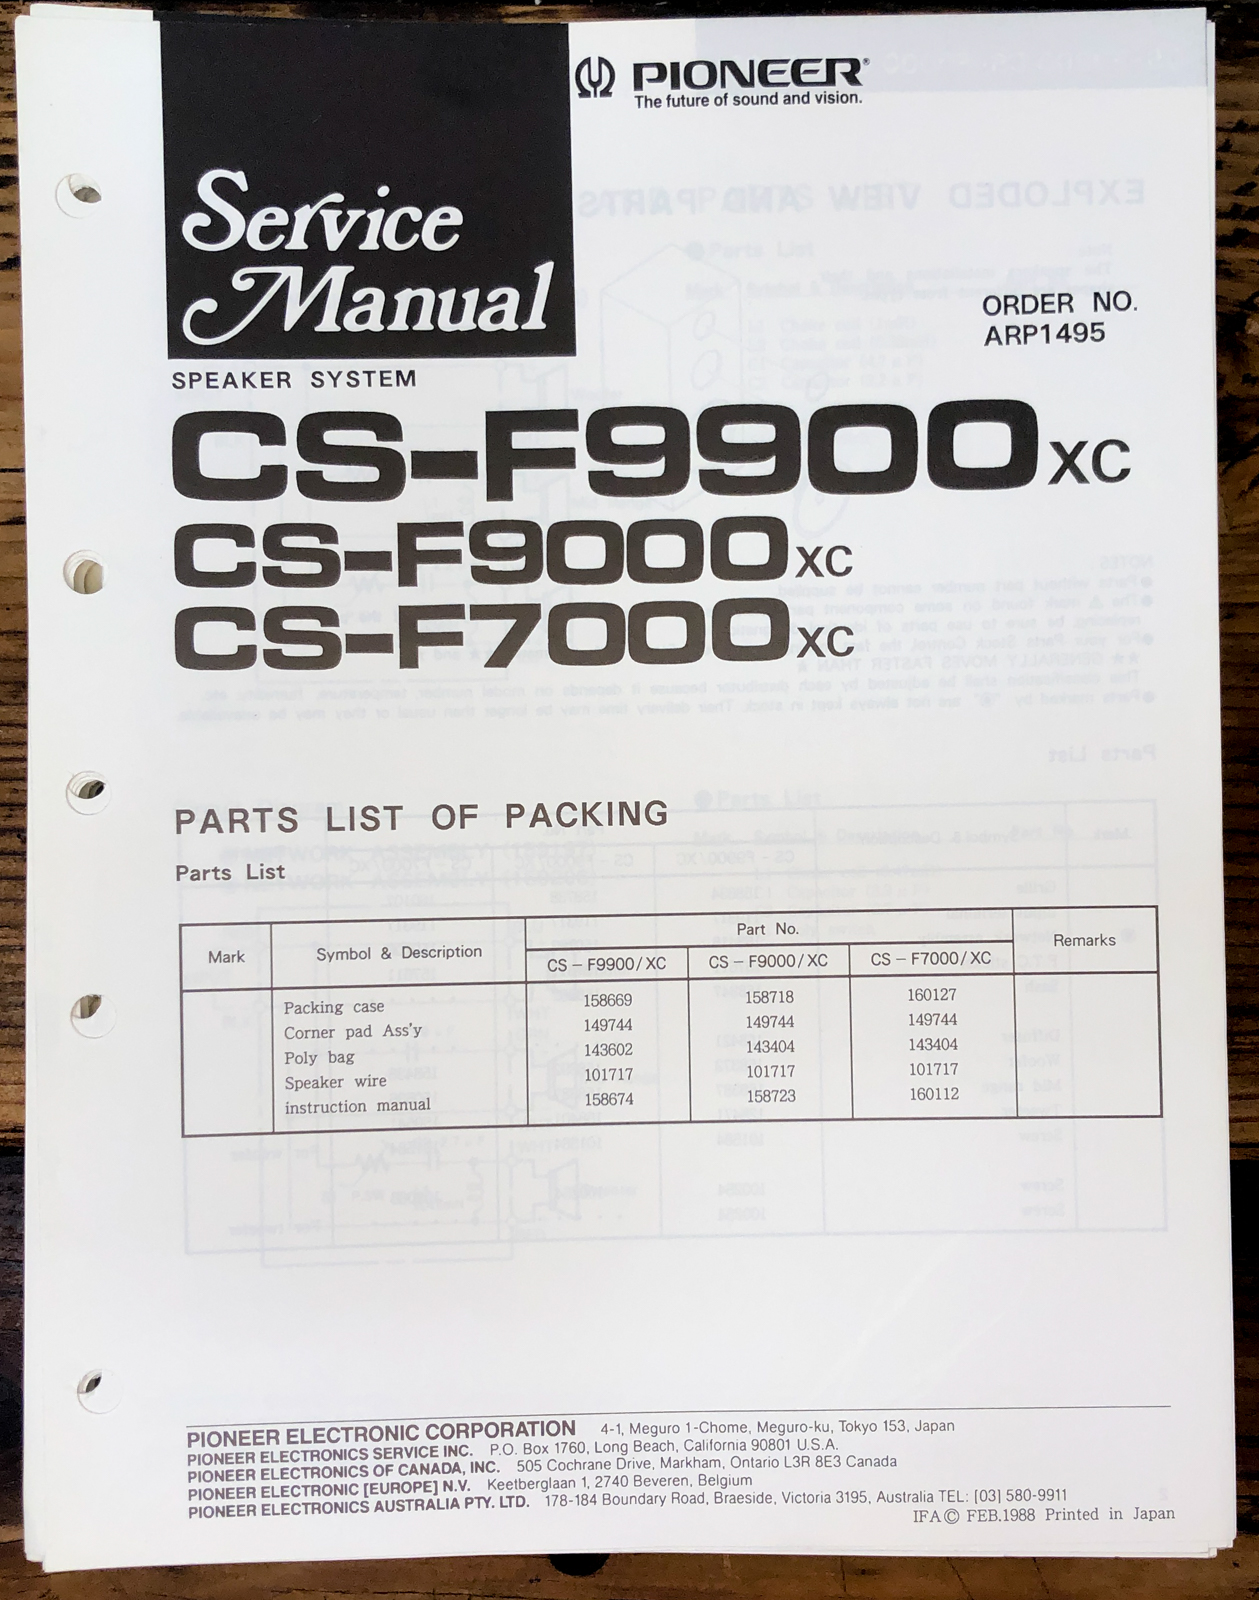 PIONEER®
The future of sound and vision.
Service
Manual
ORDER NO.
ARP1495
SPEAKER SYSTEM
CS-F9900XC
CS-F9000XC
CS-F7000XC
PARTS LIST OF PACKING
Parts List
Mark Symbol & Description Part No. Remarks
CS-F9900/XC CS-F9000/XC CS-F7000/XC
Packing case 158669 158718 160127
Corner pad Ass'y 149744 149744 149744
Poly bag 143602 143404 143404
Speaker wire 101717 101717 101717
instruction manual 158674 158723 160112
PIONEER ELECTRONIC CORPORATION 4-1, Meguro 1-Chome, Meguro-ku, Tokyo 153, Japan
PIONEER ELECTRONICS SERVICE INC. P.O. Box 1760, Long Beach, California 90801 U.S.A.
PIONEER ELECTRONICS OF CANADA, INC. 505 Cochrane Drive, Markham, Ontario L3R 8E3 Canada
PIONEER ELECTRONIC [EUROPE] N.V. Keetberglaan 1, 2740 Beveren, Belgium
PIONEER ELECTRONICS AUSTRALIA PTY. LTD. 178-184 Boundary Road, Braeside, Victoria 3195, Australia TEL: [03] 580-9911
IFA © FEB.1988 Printed in Japan